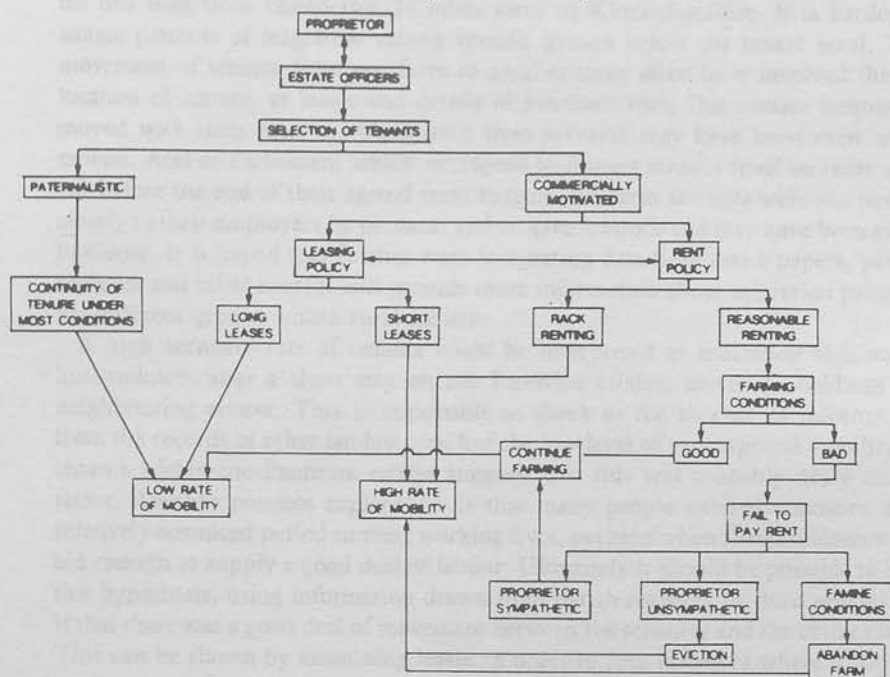 PROPRIETOR
ESTATE OFFICERS
SELECTION OF TENANTS
PATERNALISTIC
COMMERCIALLY
MOTIVATED
LEASING
POLICY
RENT
POLICY
CONTINUITY OF
TENURE UNDER
MOST CONDITIONS
LONG
LEASES
SHORT
LEASES
RACK
RENTING
REASONABLE
RENTING
FARMING
CONDITIONS
GOOD
BAD
CONTINUE
FARMING
LOW RATE
OF MOBILITY
HIGH RATE
OF MOBILITY
FAIL TO
PAY RENT
PROPRIETOR
SYMPATHETIC
PROPRIETOR
UNSYMPATHETIC
FAMINE
CONDITIONS
EVICTION
ABANDON
FARM